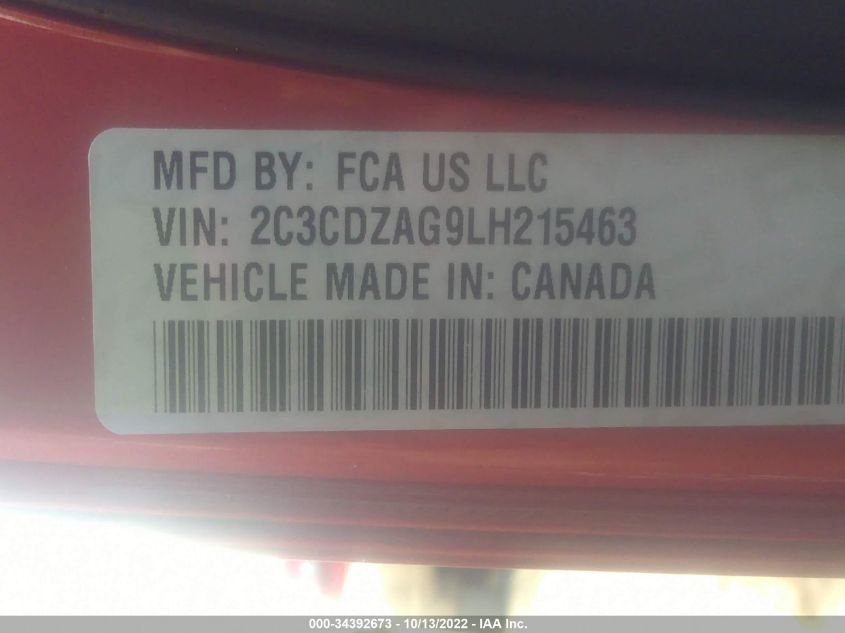 MFD BY: FCA US LLC
VIN: 2C3CDZAG9LH215463
VEHICLE MADE IN: CANADA
000-34392673 - 10/13/2022 - IAA Inc.